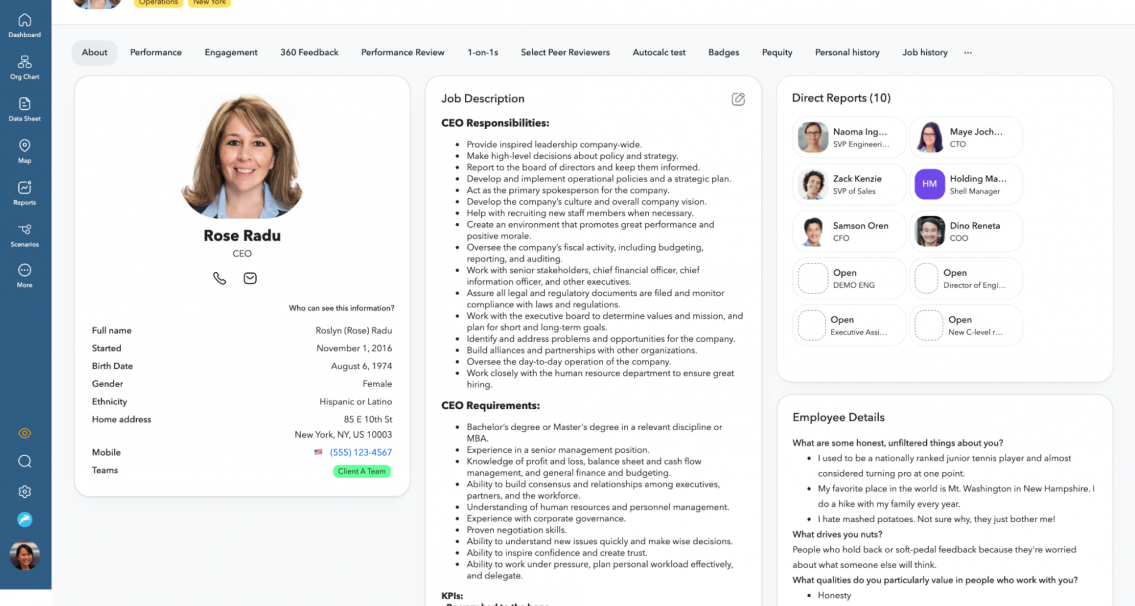 Operations New York
Dashboard
Org Chart
Data Sheet
Map
Reports
Scenarios
More
About Performance Engagement 360 Feedback Performance Review 1-on-1s Select Peer Reviewers Autocalc test Badges Pequity Personal history Job history ...
Rose Radu
CEO
Who can see this information?
Full name Roslyn (Rose) Radu
Started November 1, 2016
Birth Date August 6, 1974
Gender Female
Ethnicity Hispanic or Latino
Home address 85 E 10th St
New York, NY, US 10003
Mobile (555) 123-4567
Teams Client A Team
Job Description
CEO Responsibilities:
• Provide inspired leadership company-wide.
• Make high-level decisions about policy and strategy.
• Report to the board of directors and keep them informed.
• Develop and implement operational policies and a strategic plan.
• Act as the primary spokesperson for the company.
• Develop the company's culture and overall company vision.
• Help with recruiting new staff members when necessary.
• Create an environment that promotes great performance and
positive morale.
• Oversee the company's fiscal activity, including budgeting,
reporting, and auditing.
• Work with senior stakeholders, chief financial officer, chief
information officer, and other executives.
• Assure all legal and regulatory documents are filed and monitor
compliance with laws and regulations.
• Work with the executive board to determine values and mission, and
plan for short and long-term goals.
• Identify and address problems and opportunities for the company.
• Build alliances and partnerships with other organizations.
• Oversee the day-to-day operation of the company.
• Work closely with the human resource department to ensure great
hiring.
CEO Requirements:
• Bachelor's degree or Master's degree in a relevant discipline or
MBA.
• Experience in a senior management position.
• Knowledge of profit and loss, balance sheet and cash flow
management, and general finance and budgeting.
• Ability to build consensus and relationships among executives,
partners, and the workforce.
• Understanding of human resources and personnel management.
• Experience with corporate governance.
• Proven negotiation skills.
• Ability to understand new issues quickly and make wise decisions.
• Ability to inspire confidence and create trust.
• Ability to work under pressure, plan personal workload effectively,
and delegate.
KPIs:
Direct Reports (10)
Naoma Ing...
SVP Engineeri...
Maye Joch...
CTO
Zack Kenzie
SVP of Sales
HM
Holding Ma...
Shell Manager
Samson Oren
CFO
Dino Reneta
COO
Open
DEMO ENG
Open
Director of Engi...
Open
Executive Assi...
Open
New C-level r...
Employee Details
What are some honest, unfiltered things about you?
• I used to be a nationally ranked junior tennis player and almost
considered turning pro at one point.
• My favorite place in the world is Mt. Washington in New Hampshire. I
do a hike with my family every year.
• I hate mashed potatoes. Not sure why, they just bother me!
What drives you nuts?
People who hold back or soft-pedal feedback because they're worried
about what someone else will think.
What qualities do you particularly value in people who work with you?
• Honesty